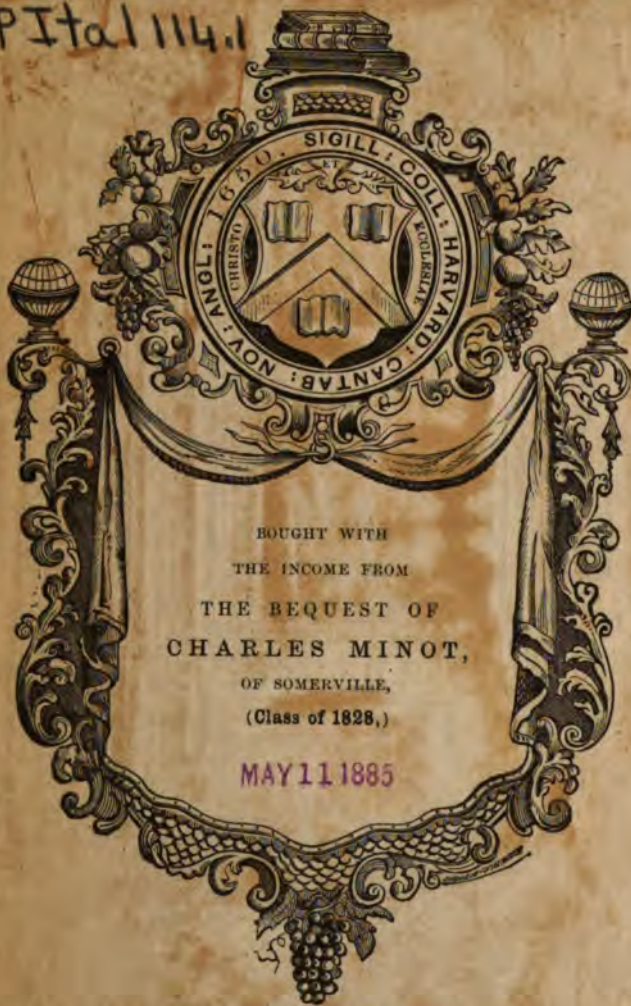 PItal 114.1
SIGILL: COLL: HARVARD: CANTAB: NOV: ANGL: 1650.
ET
CHRISTO
ECCLESIAE
BOUGHT WITH
THE INCOME FROM
THE BEQUEST OF
CHARLES MINOT,
OF SOMERVILLE,
(Class of 1828,)
MAY 11 1885